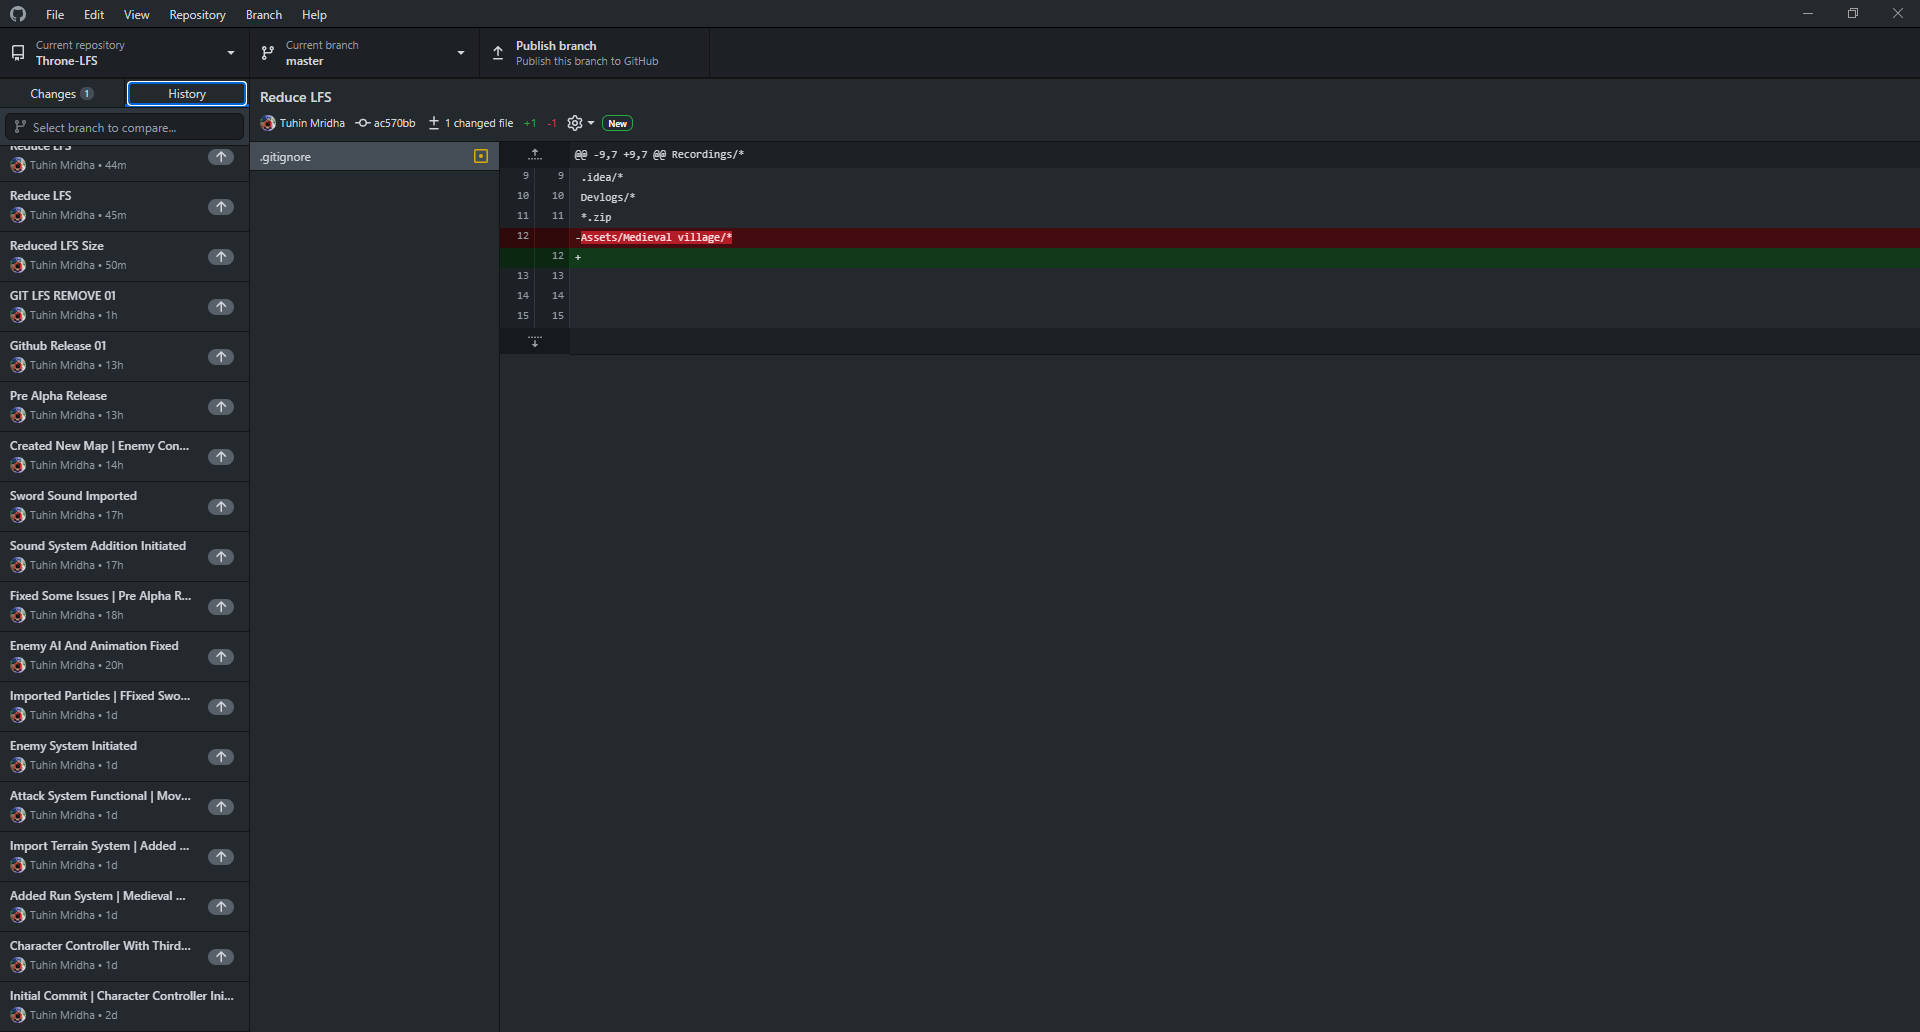 File Edit View Repository Branch Help
Current repository
Throne-LFS
Current branch
master
Publish branch
Publish this branch to GitHub
Changes 1
History
Select branch to compare...
Reduce LFS
Tuhin Mridha • 44m
Reduce LFS
Tuhin Mridha • 45m
Reduced LFS Size
Tuhin Mridha • 50m
GIT LFS REMOVE 01
Tuhin Mridha • 1h
Github Release 01
Tuhin Mridha • 13h
Pre Alpha Release
Tuhin Mridha • 13h
Created New Map | Enemy Con...
Tuhin Mridha • 14h
Sword Sound Imported
Tuhin Mridha • 17h
Sound System Addition Initiated
Tuhin Mridha • 17h
Fixed Some Issues | Pre Alpha R...
Tuhin Mridha • 18h
Enemy AI And Animation Fixed
Tuhin Mridha • 20h
Imported Particles | FFixed Swo...
Tuhin Mridha • 1d
Enemy System Initiated
Tuhin Mridha • 1d
Attack System Functional | Mov...
Tuhin Mridha • 1d
Import Terrain System | Added ...
Tuhin Mridha • 1d
Added Run System | Medieval ...
Tuhin Mridha • 1d
Character Controller With Third...
Tuhin Mridha • 1d
Initial Commit | Character Controller Ini...
Tuhin Mridha • 2d
Reduce LFS
Tuhin Mridha ac570bb 1 changed file +1 -1 New
.gitignore
@@ -9,7 +9,7 @@ Recordings/*
9 9 .idea/*
10 10 Devlogs/*
11 11 *.zip
12 -Assets/Medieval village/*
12 +
13 13
14 14
15 15